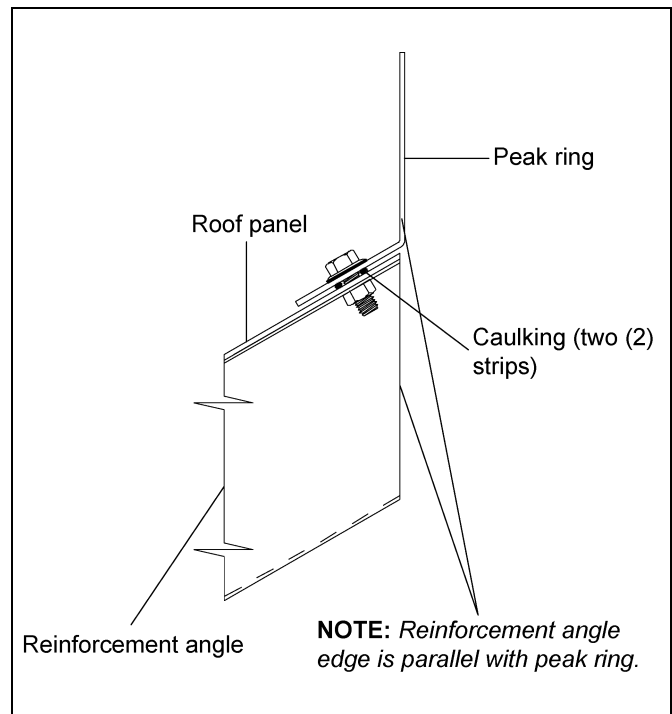 Peak ring
Roof panel
Caulking (two (2)
strips)
Reinforcement angle
NOTE: Reinforcement angle
edge is parallel with peak ring.